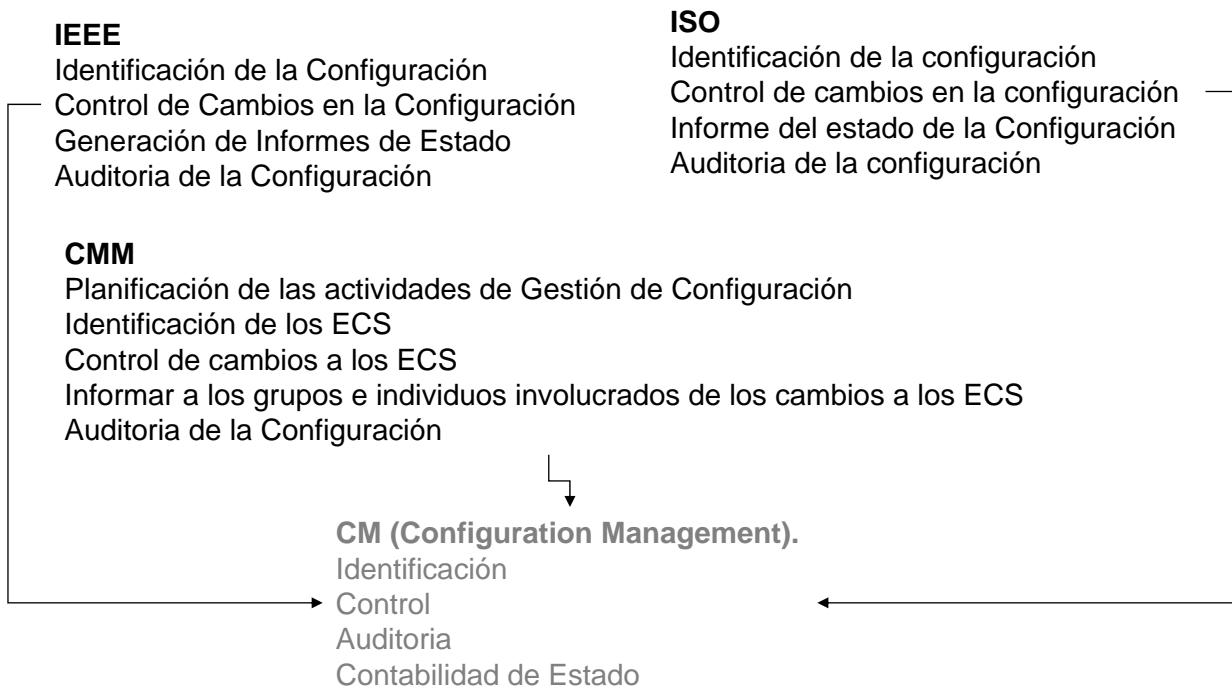 IEEE
Identificación de la Configuración
Control de Cambios en la Configuración
Generación de Informes de Estado
Auditoria de la Configuración
ISO
Identificación de la configuración
Control de cambios en la configuración
Informe del estado de la Configuración
Auditoria de la configuración
CMM
Planificación de las actividades de Gestión de Configuración
Identificación de los ECS
Control de cambios a los ECS
Informar a los grupos e individuos involucrados de los cambios a los ECS
Auditoria de la Configuración
CM (Configuration Management).
Identificación
Control
Auditoria
Contabilidad de Estado